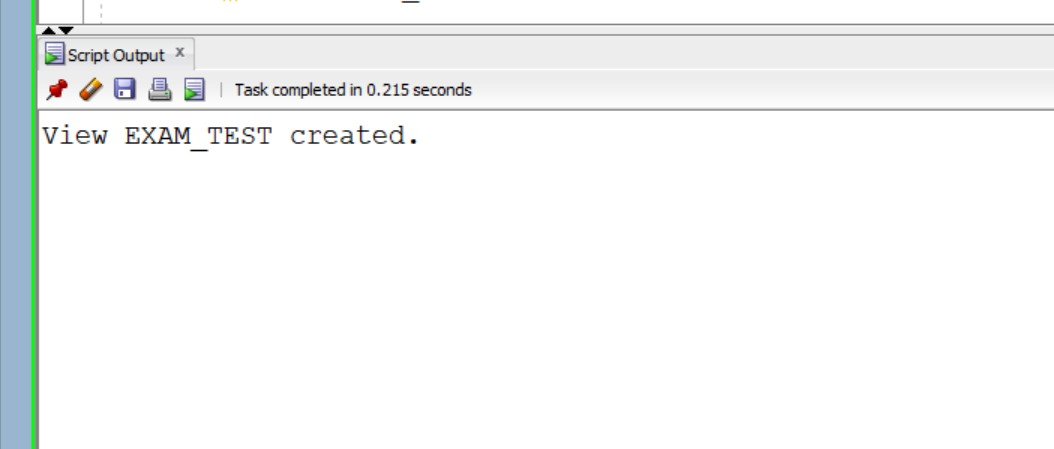 Script Output x
Task completed in 0.215 seconds
View EXAM_TEST created.